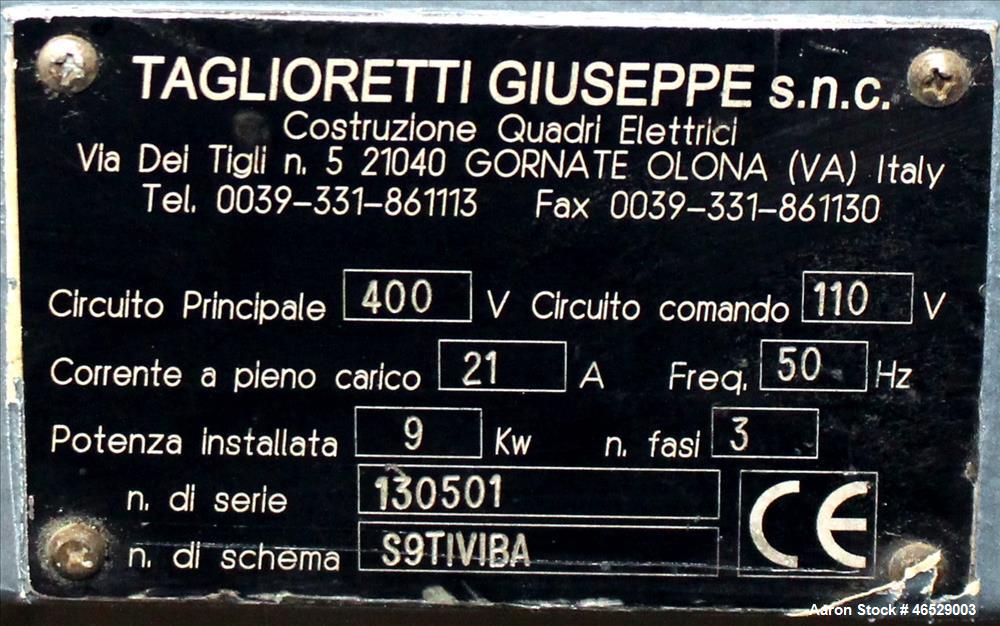 TAGLIORETTI GIUSEPPE s.n.c.
Costruzione Quadri Elettrici
Via Dei Tigli n. 5 21040 GORNATE OLONA (VA) Italy
Tel. 0039-331-861113 Fax 0039-331-861130
Circuito Principale 400 V Circuito comando 110 V
Corrente a pieno carico 21 A Freq. 50 Hz
Potenza installata 9 Kw n. fasi 3
n. di serie 130501
n. di schema S9TIVIBA
CE
Aaron Stock # 46529003